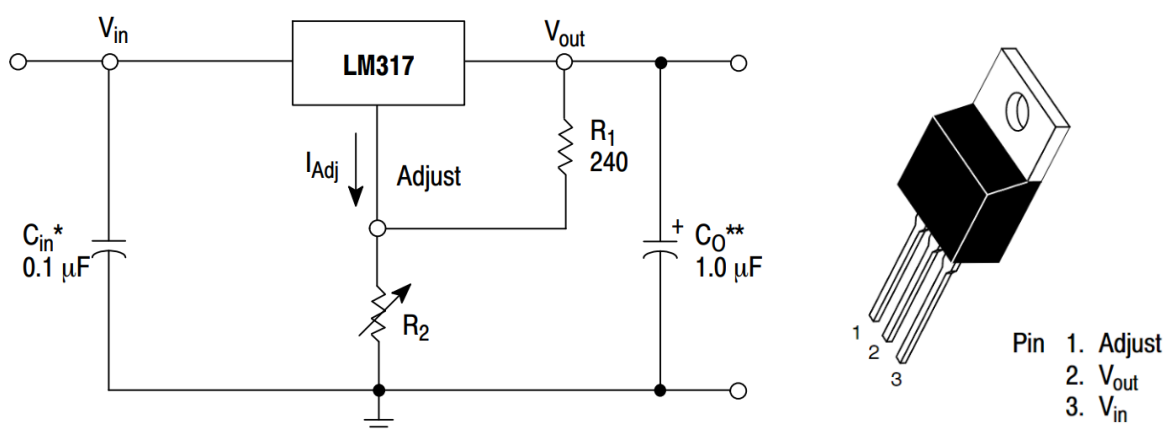 Vin
LM317
Vout
R1
240
IAdj
Adjust
Cin*
0.1 μF
+ CO**
1.0 μF
R2
1
2
3
Pin 1. Adjust
2. Vout
3. Vin